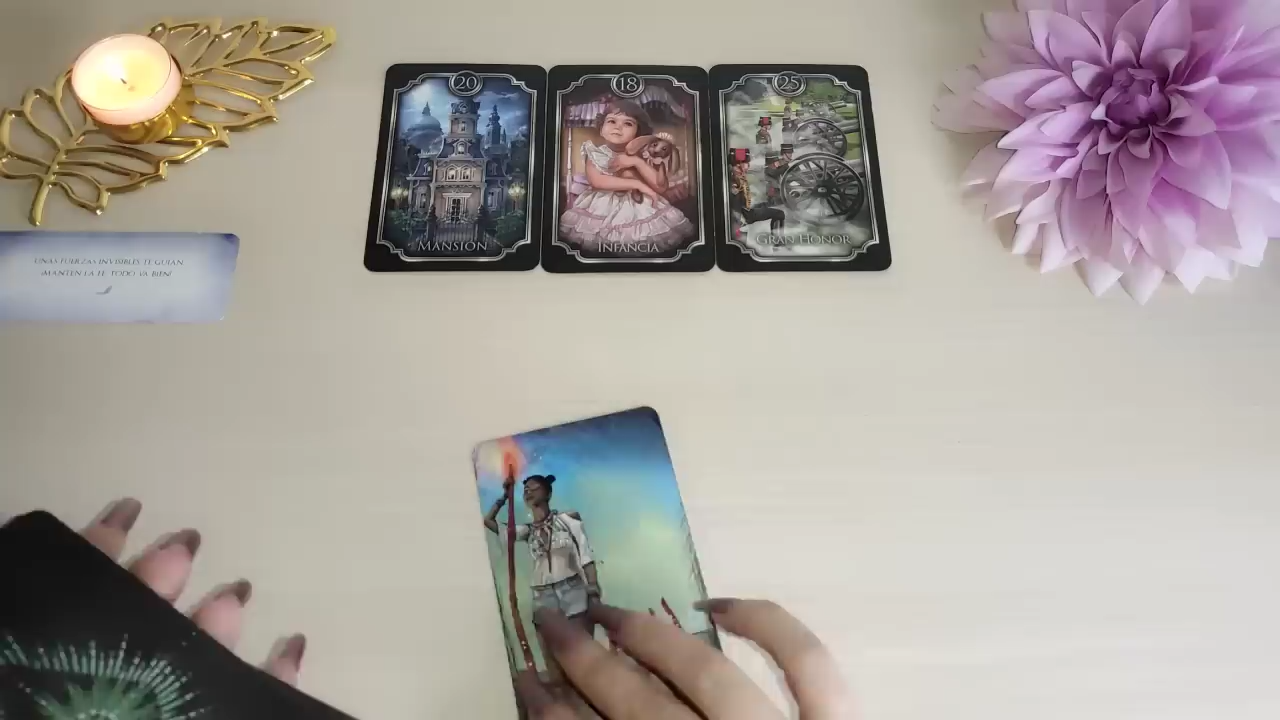 20
18
25
MANSIÓN
INFANCIA
GRAN HONOR
UNAS FUERZAS INVISIBLES TE GUÍAN.
¡MANTÉN LA FE, TODO VA BIEN!